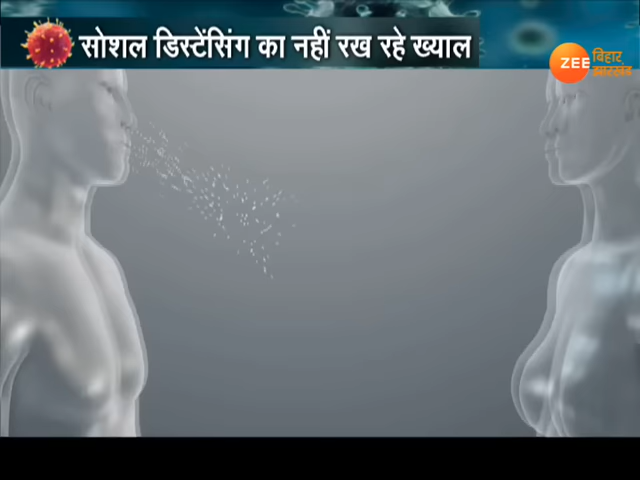 सोशल डिस्टेंसिंग का नहीं रख रहे ख्याल
ZEE बिहार
झारखंड